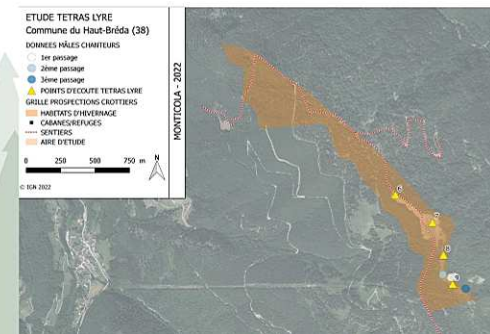 ETUDE TETRAS LYRE
Commune du Haut-Bréda (38)
DONNEES MÂLES CHANTEURS
1er passage
2ème passage
3ème passage
POINTS D'ECOUTE TETRAS LYRE
GRILLE PROSPECTIONS CROTTIERS
HABITATS D'HIVERNAGE
CABANES/REFUGES
SENTIERS
AIRE D'ETUDE
0 250 500 750 m
N
© IGN 2022
MONTICOLA - 2022